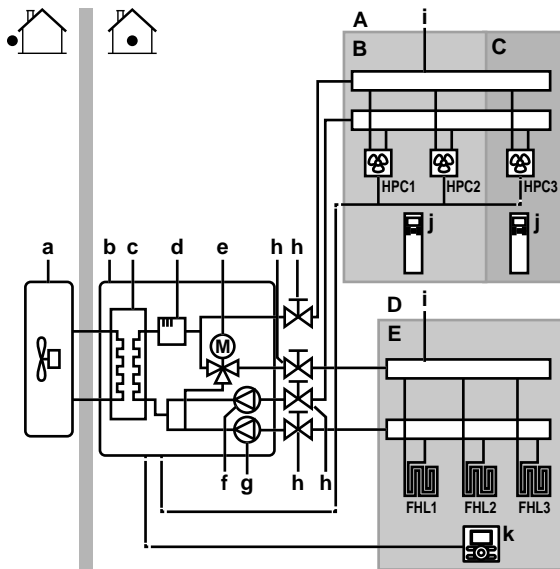 A i
B C
HPC1 HPC2 HPC3
j j
a b c d e h h
M
D i
E
f g h h
FHL1 FHL2 FHL3
k